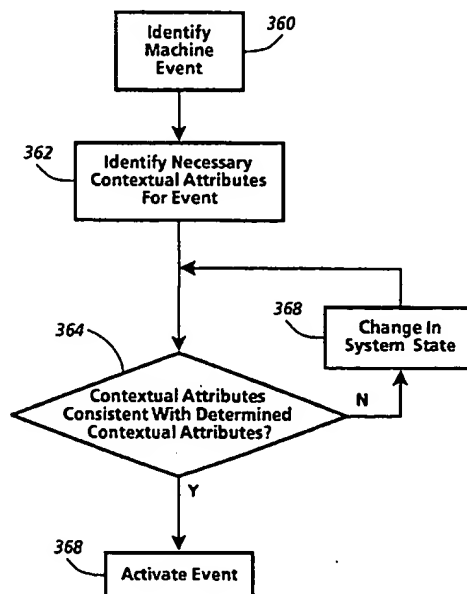 Identify
Machine
Event
360
362
Identify Necessary
Contextual Attributes
For Event
368
Change In
System State
364
Contextual Attributes
Consistent With Determined
Contextual Attributes?
N
Y
368
Activate Event